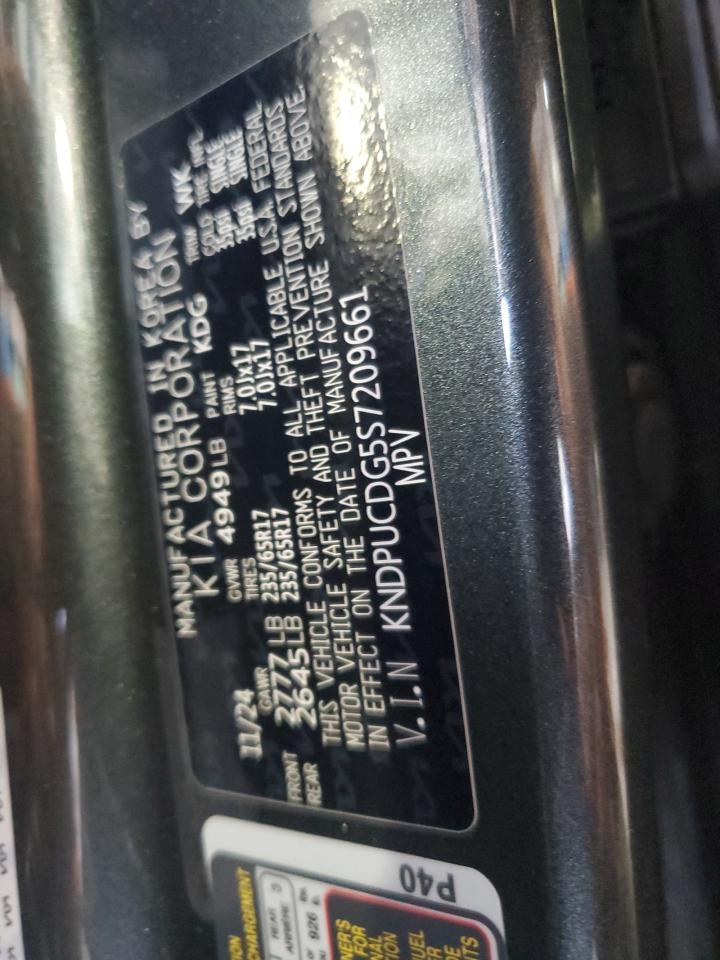 MANUFACTURED IN KOREA BY
KIA CORPORATION
11/24 GVWR 4949LB PAINT KDG TRIM WK
GAWR TIRES RIMS COLD TIRE INFL
FRONT 2777LB 235/65R17 7.0Jx17 35psi SINGLE
REAR 2645LB 235/65R17 7.0Jx17 35psi SINGLE
THIS VEHICLE CONFORMS TO ALL APPLICABLE U.S.A. FEDERAL
MOTOR VEHICLE SAFETY AND THEFT PREVENTION STANDARDS
IN EFFECT ON THE DATE OF MANUFACTURE SHOWN ABOVE.
V.I.N KNDPUCDG5S7209661
MPV
P40
REAR
ARRIÈRE
926